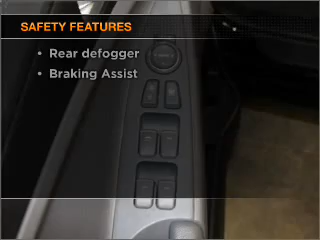 SAFETY FEATURES
• Rear defogger
• Braking Assist